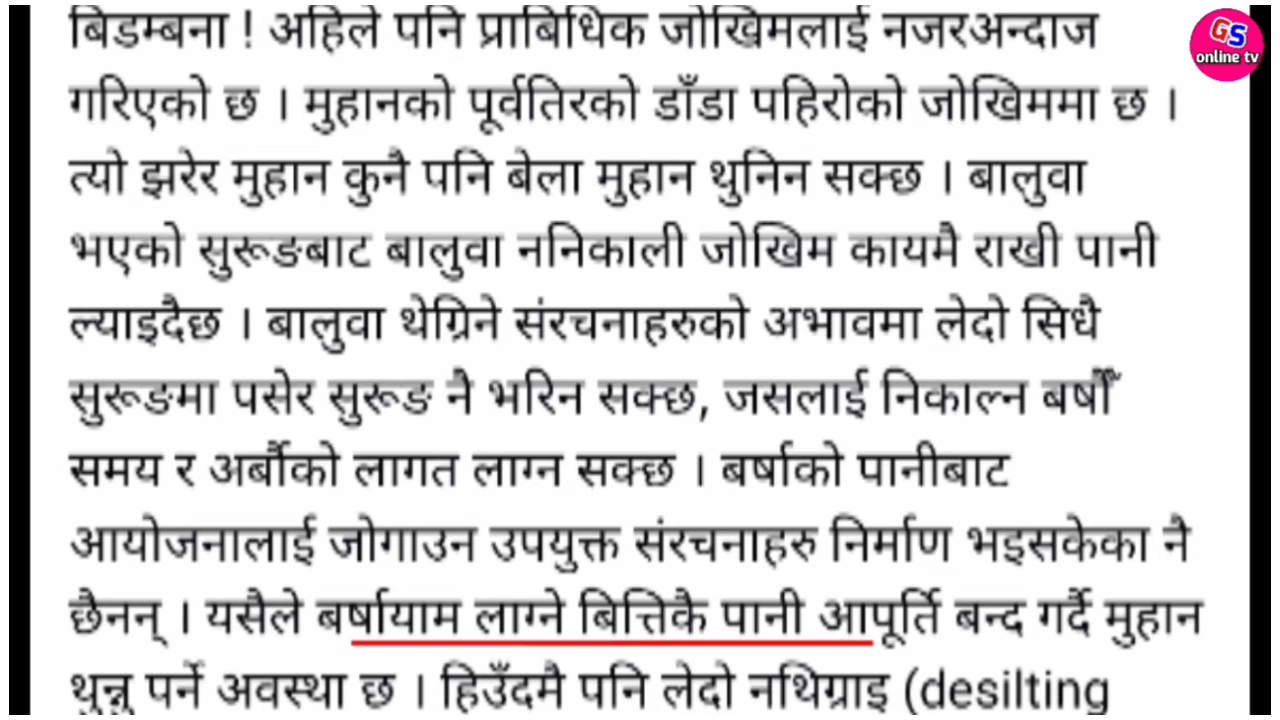 बिडम्बना ! अहिले पनि प्राबिधिक जोखिमलाई नजरअन्दाज
गरिएको छ । मुहानको पूर्वतिरको डाँडा पहिरोको जोखिममा छ ।
त्यो झरेर मुहान कुनै पनि बेला मुहान थुनिन सक्छ । बालुवा
भएको सुरूङबाट बालुवा ननिकाली जोखिम कायमै राखी पानी
ल्याइदैछ । बालुवा थेग्रिने संरचनाहरुको अभावमा लेदो सिधै
सुरूङमा पसेर सुरूङ नै भरिन सक्छ, जसलाई निकाल्न बर्षौँ
समय र अर्बौको लागत लाग्न सक्छ । बर्षाको पानीबाट
आयोजनालाई जोगाउन उपयुक्त संरचनाहरु निर्माण भइसकेका नै
छैनन् । यसैले बर्षायाम लाग्ने बित्तिकै पानी आपूर्ति बन्द गर्दै मुहान
थुन्नु पर्ने अवस्था छ । हिउँदमै पनि लेदो नथिग्राइ (desilting
GS
online tv